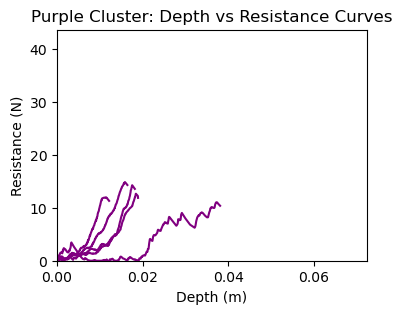 Purple Cluster: Depth vs Resistance Curves
Resistance (N)
40
30
20
10
0
0.00 0.02 0.04 0.06
Depth (m)